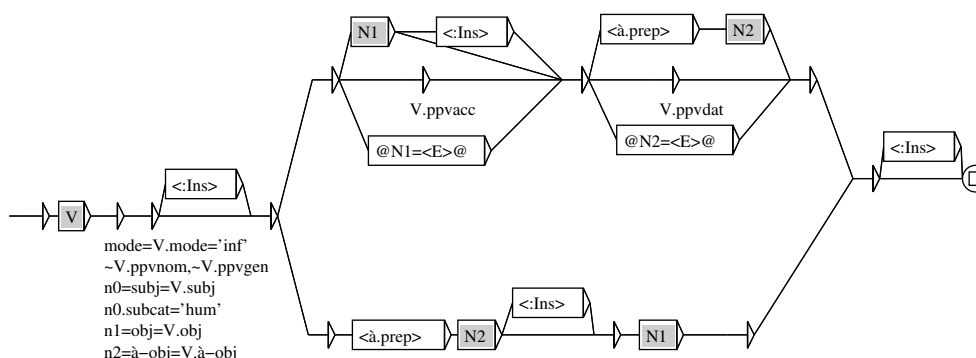 N1 <:Ins> <à.prep> N2
V.ppvacc V.ppvdat
@N1=<E>@ @N2=<E>@
<:Ins>
<:Ins>
V
mode=V.mode=’inf’
~V.ppvnom,~V.ppvgen
n0=subj=V.subj
n0.subcat=’hum’
n1=obj=V.obj
n2=à−obj=V.à−obj
<:Ins>
<à.prep> N2 N1